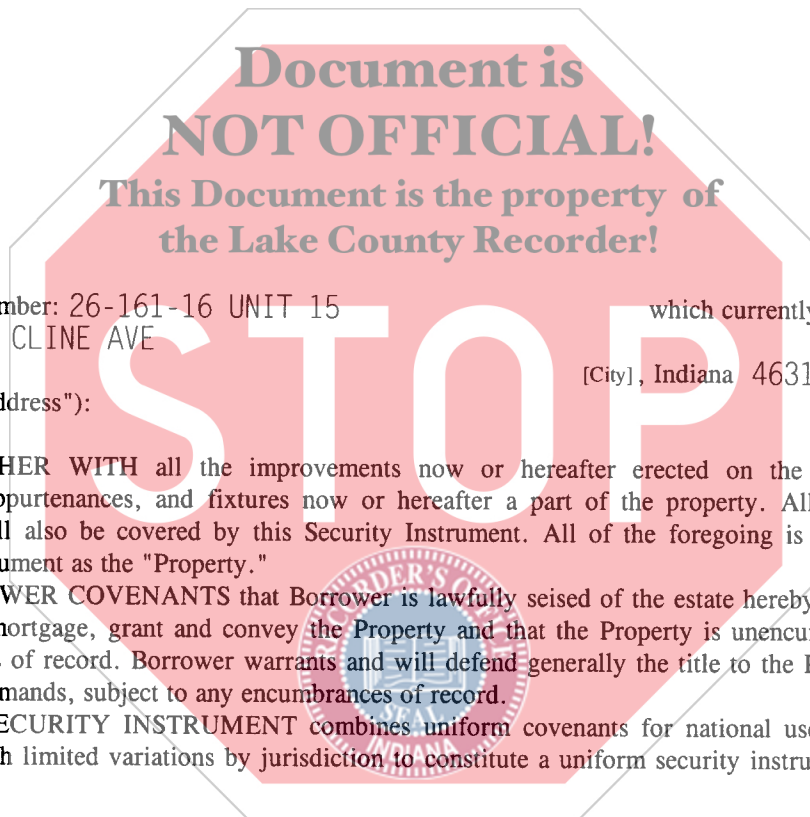 Document is
NOT OFFICIAL!
This Document is the property of
the Lake County Recorder!
mber: 26-161-16 UNIT 15 which currently
CLINE AVE
[City], Indiana 4631
ddress"):
STOP
HER WITH all the improvements now or hereafter erected on the
ppurtenances, and fixtures now or hereafter a part of the property. All
ll also be covered by this Security Instrument. All of the foregoing is
ument as the "Property."
WER COVENANTS that Borrower is lawfully seised of the estate hereby
mortgage, grant and convey the Property and that the Property is unencu
of record. Borrower warrants and will defend generally the title to the
mands, subject to any encumbrances of record.
ECURITY INSTRUMENT combines uniform covenants for national use
h limited variations by jurisdiction to constitute a uniform security instru
RECORDER'S OFFICE
SEAL
INDIANA